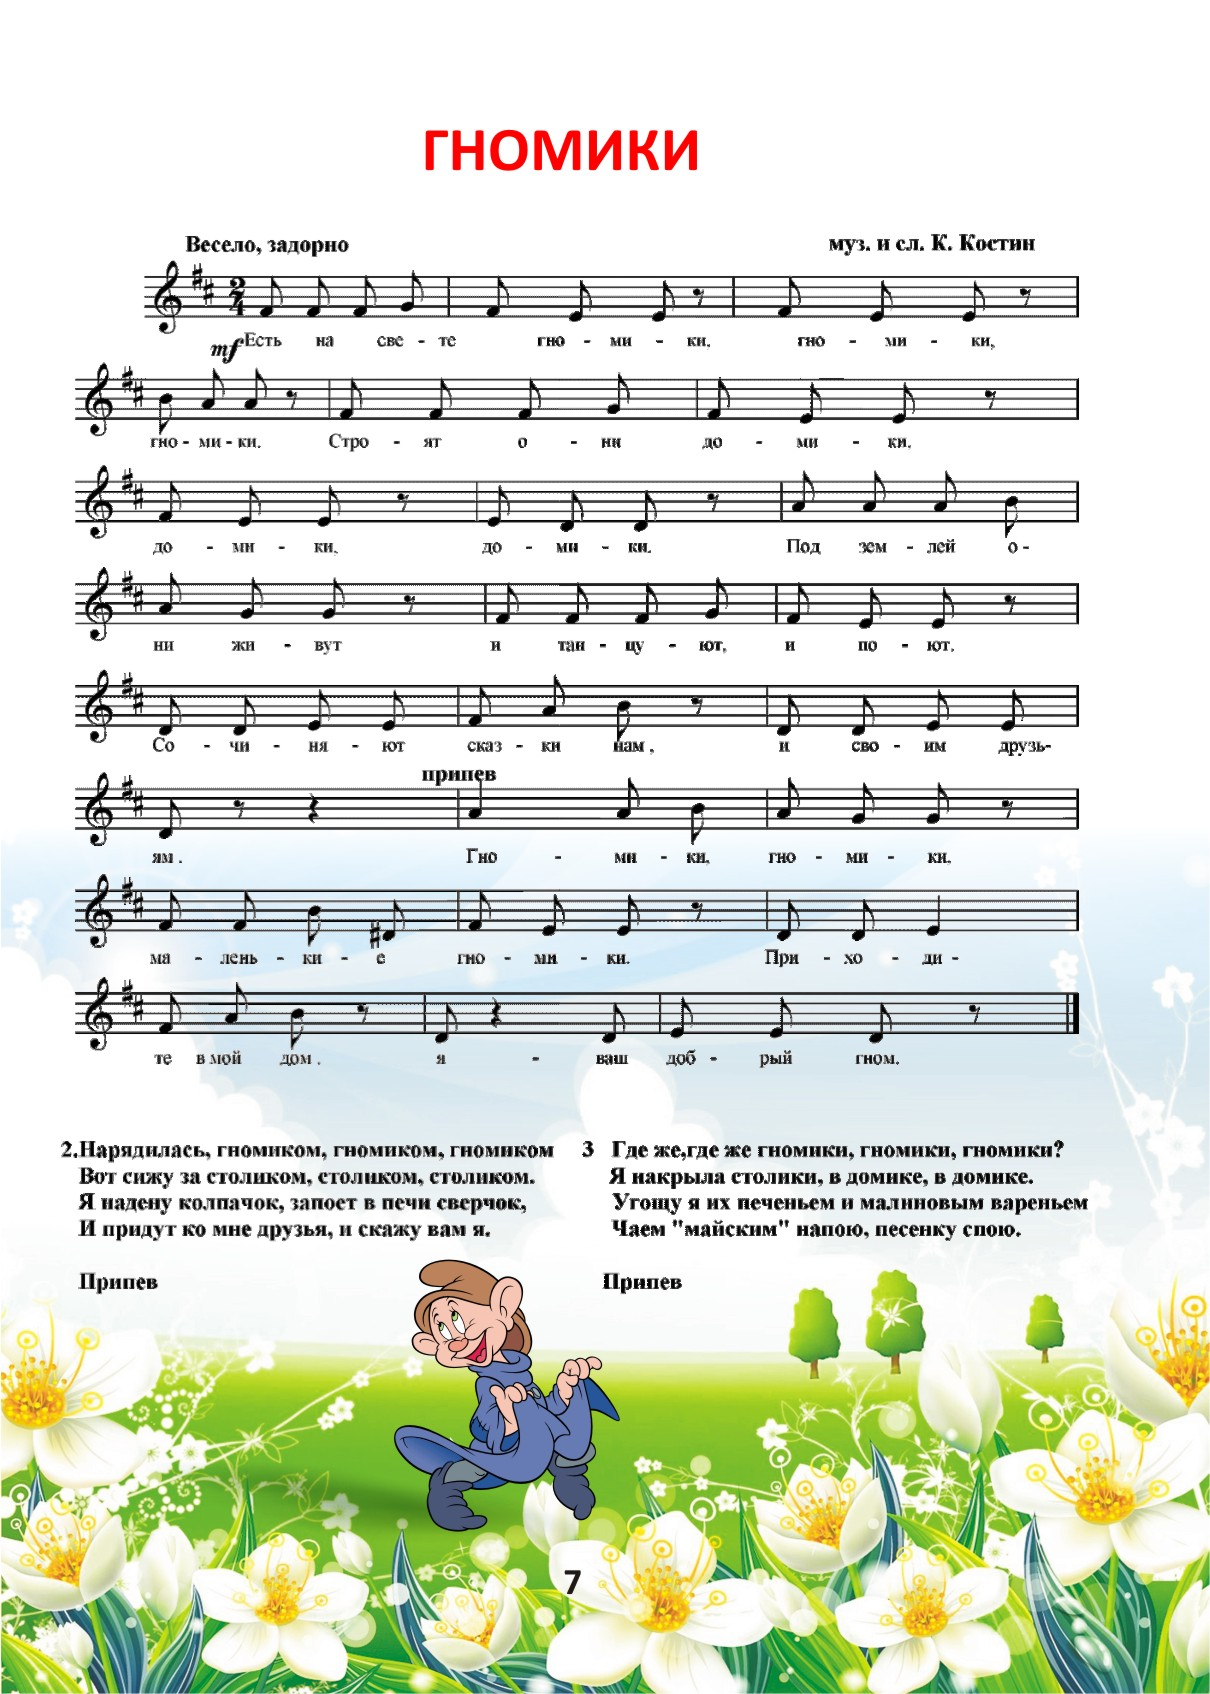 ГНОМИКИ
Весело, задорно
муз. и сл. К. Костин
mf
Есть на све - те гно - ми - ки, гно - ми - ки,
гно - ми - ки. Стро - ят о - ни до - ми - ки,
до - ми - ки, до - ми - ки. Под зем - лей о -
ни жи - вут и тан - цу - ют, и по - ют.
Со - чи - ня - ют сказ - ки нам, и сво - им друзь-
припев
ям. Гно - ми - ки, гно - ми - ки,
ма - лень - ки - е гно - ми - ки. При - хо - ди -
те в мой дом. я - ваш доб - рый гном.
2.Нарядилась, гномиком, гномиком, гномиком
Вот сижу за столиком, столиком, столиком.
Я надену колпачок, запоет в печи сверчок,
И придут ко мне друзья, и скажу вам я.
Припев
3 Где же,где же гномики, гномики, гномики?
Я накрыла столики, в домике, в домике.
Угощу я их печеньем и малиновым вареньем
Чаем "майским" напою, песенку спою.
Припев
7